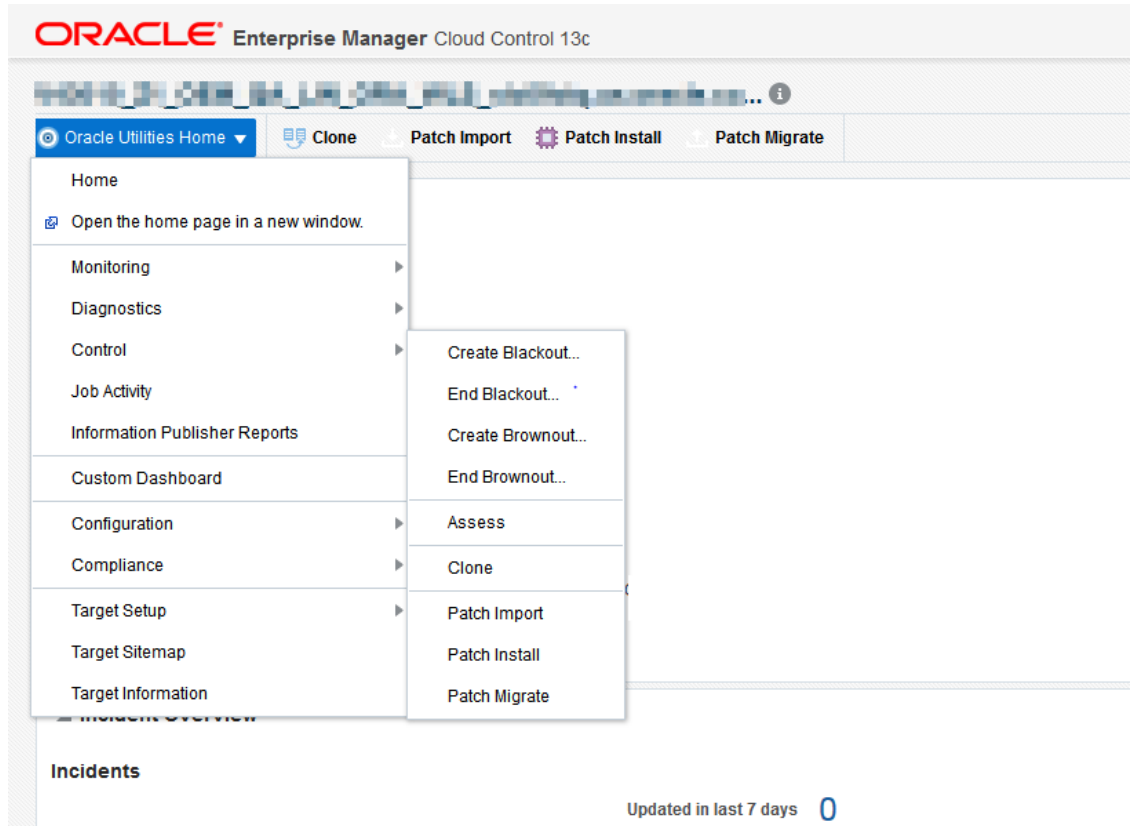 ORACLE Enterprise Manager Cloud Control 13c
...
Oracle Utilities Home Clone Patch Import Patch Install Patch Migrate
Home
Open the home page in a new window.
Monitoring
Diagnostics
Control
Job Activity
Information Publisher Reports
Custom Dashboard
Configuration
Compliance
Target Setup
Target Sitemap
Target Information
Create Blackout...
End Blackout...
Create Brownout...
End Brownout...
Assess
Clone
Patch Import
Patch Install
Patch Migrate
Incident Overview
Incidents
Updated in last 7 days 0